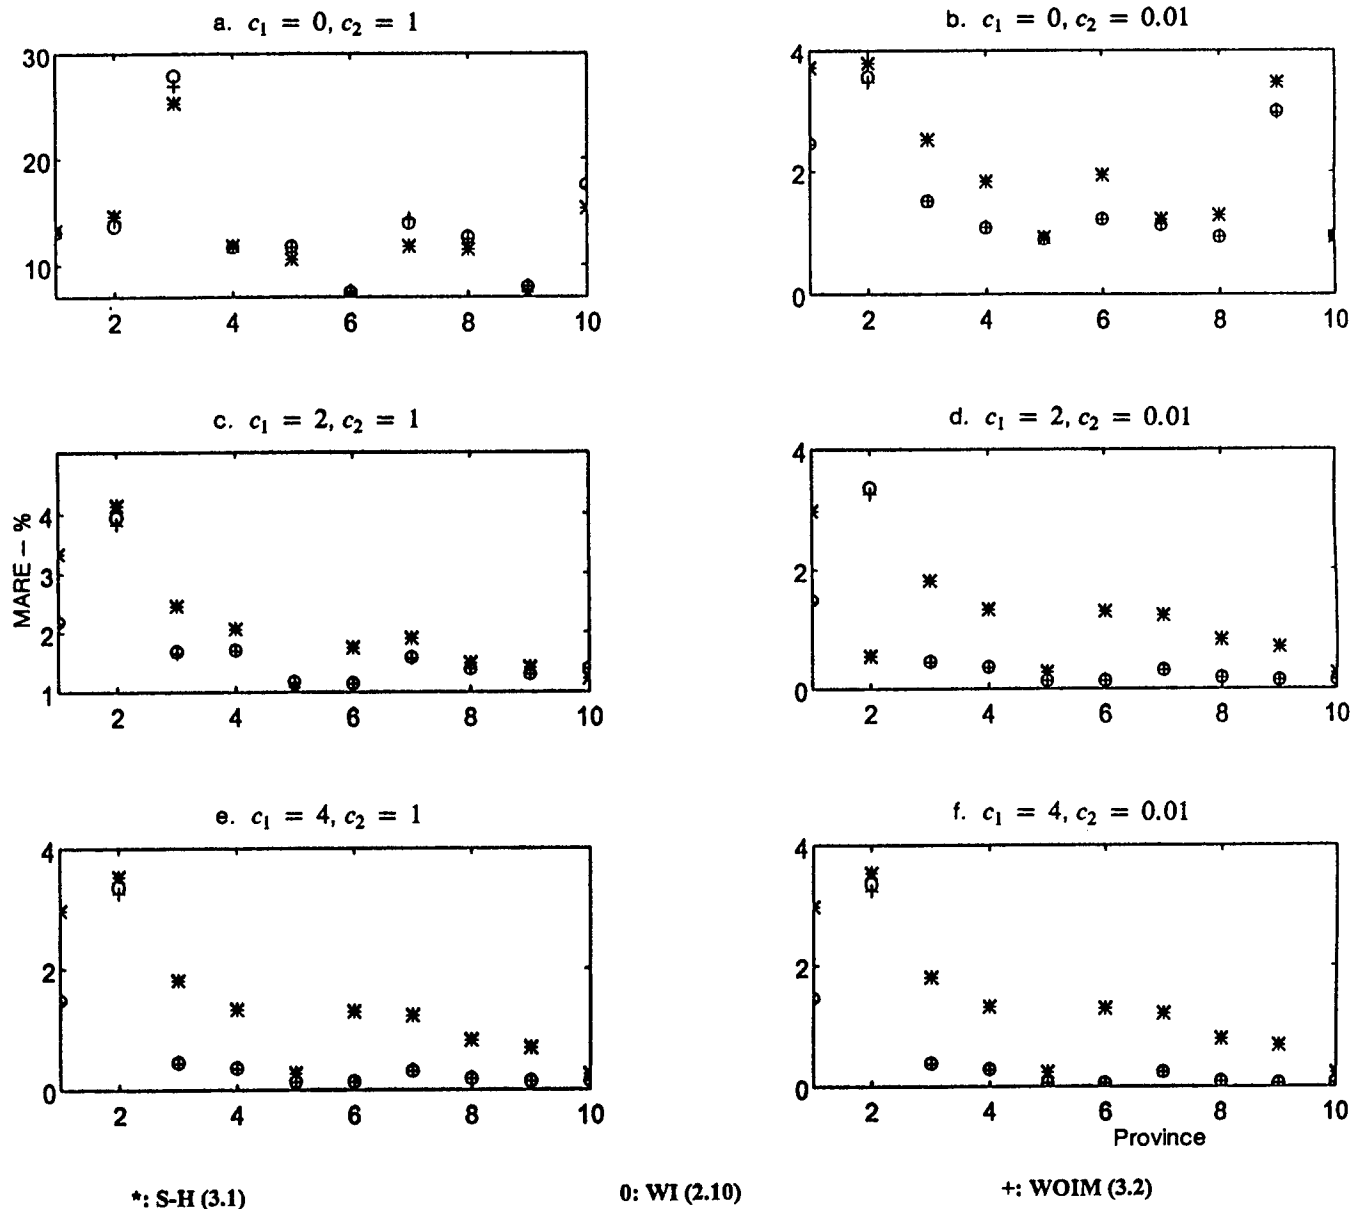 a. c₁ = 0, c₂ = 1
30
20
10
2 4 6 8 10
b. c₁ = 0, c₂ = 0.01
4
2
0
2 4 6 8 10
c. c₁ = 2, c₂ = 1
MARE – %
4
3
2
1
2 4 6 8 10
d. c₁ = 2, c₂ = 0.01
4
2
0
2 4 6 8 10
e. c₁ = 4, c₂ = 1
4
2
0
2 4 6 8 10
f. c₁ = 4, c₂ = 0.01
4
2
0
2 4 6 8 10
Province
*: S-H (3.1) 0: WI (2.10) +: WOIM (3.2)